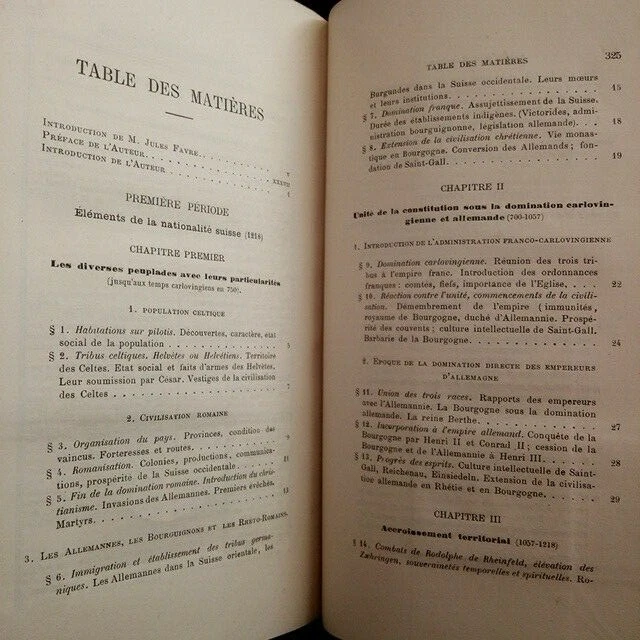 TABLE DES MATIÈRES
INTRODUCTION DE M. JULES FAVRE. . . . . . . . . v
PRÉFACE DE L'AUTEUR. . . . . . . . . . . XXXVII
INTRODUCTION DE L'AUTEUR . . . . . . . . . 1
PREMIÈRE PÉRIODE
Éléments de la nationalité suisse (1218)
CHAPITRE PREMIER
Les diverses peuplades avec leurs particularités
(jusqu'aux temps carlovingiens en 750).
1. POPULATION CELTIQUE
§ 1. Habitations sur pilotis. Découvertes, caractère, état
social de la population . . . . . . . . . . . 5
§ 2. Tribus celtiques. Helvètes ou Helvétiens. Territoire
des Celtes. Etat social et faits d'armes des Helvètes.
Leur soumission par César. Vestiges de la civilisation
des Celtes . . . . . . . . . . . . . . 7
2. CIVILISATION ROMAINE
§ 3. Organisation du pays. Provinces, condition des
vaincus. Forteresses et routes. . . . . . . . . 9
§ 4. Romanisation. Colonies, productions, communica-
tions, prospérité de la Suisse occidentale . . . . . 11
§ 5. Fin de la domination romaine. Introduction du chris-
tianisme. Invasions des Allemannes. Premiers évêchés.
Martyrs. . . . . . . . . . . . . . . 13
3. LES ALLEMANNES, LES BOURGUIGNONS ET LES RHÉTO-ROMAINS.
§ 6. Immigration et établissement des tribus germa-
niques. Les Allemannes dans la Suisse orientale, les
TABLE DES MATIÈRES 325
Burgundes dans la Suisse occidentale. Leurs mœurs
et leurs institutions. . . . . . . . . . . . 15
§ 7. Domination franque. Assujettissement de la Suisse.
Durée des établissements indigènes. (Victorides, admi-
nistration bourguignonne, législation allemande). . . 18
§ 8. Extension de la civilisation chrétienne. Vie monas-
tique en Bourgogne. Conversion des Allemands ; fon-
dation de Saint-Gall. . . . . . . . . . . . 19
CHAPITRE II
Unité de la constitution sous la domination carlovin-
gienne et allemande (700-1057)
1. INTRODUCTION DE L'ADMINISTRATION FRANCO-CARLOVINGIENNE
§ 9. Domination carlovingienne. Réunion des trois tri-
bus à l'empire franc. Introduction des ordonnances
franques : comtes, fiefs, importance de l'Eglise. . . . 22
§ 10. Réaction contre l'unité, commencements de la civili-
sation. Démembrement de l'empire (immunités,
royaume de Bourgogne, duché d'Allemannie. Prospé-
rité des couvents ; culture intellectuelle de Saint-Gall.
Barbarie de la Bourgogne. . . . . . . . . . 24
2. EPOQUE DE LA DOMINATION DIRECTE DES EMPEREURS
D'ALLEMAGNE
§ 11. Union des trois races. Rapports des empereurs
avec l'Allemannie. La Bourgogne sous la domination
allemande. La reine Berthe. . . . . . . . . . 27
§ 12. Incorporation à l'empire allemand. Conquête de la
Bourgogne par Henri II et Conrad II ; cession de la
Bourgogne et de l'Allemannie à Henri III. . . . . 28
§ 13. Progrès des esprits. Culture intellectuelle de Saint-
Gall, Reichenau, Einsiedeln. Extension de la civilisa-
tion allemande en Rhétie et en Bourgogne. . . . . 29
CHAPITRE III
Accroissement territorial (1057-1218)
§ 14. Combats de Rodolphe de Rheinfeld, élévation des
Zæhringen, souverainetés temporelles et spirituelles. Ro-